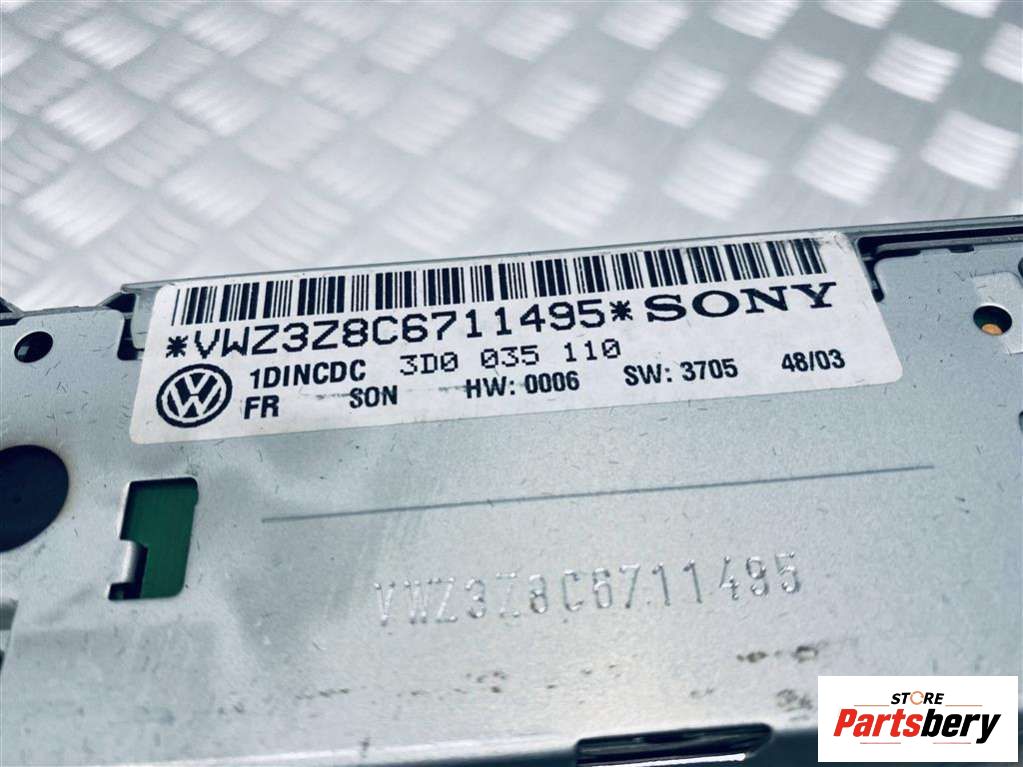 *VWZ3Z8C6711495* SONY
1DINCDC 3D0 035 110
FR SON HW: 0006 SW: 3705 48/03
VWZ3Z8C6711495
STORE
Partsbery